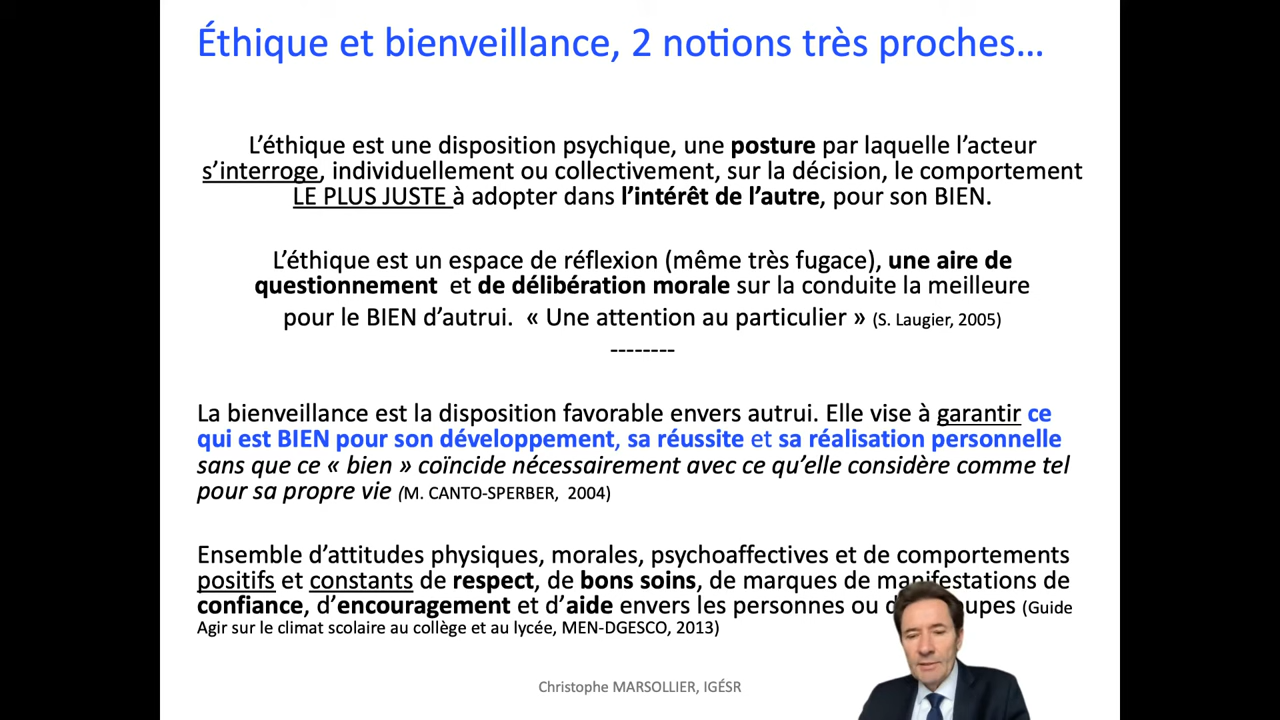 Éthique et bienveillance, 2 notions très proches…
L’éthique est une disposition psychique, une posture par laquelle l’acteur
s’interroge, individuellement ou collectivement, sur la décision, le comportement
LE PLUS JUSTE à adopter dans l’intérêt de l’autre, pour son BIEN.
L’éthique est un espace de réflexion (même très fugace), une aire de
questionnement et de délibération morale sur la conduite la meilleure
pour le BIEN d’autrui. « Une attention au particulier » (S. Laugier, 2005)
--------
La bienveillance est la disposition favorable envers autrui. Elle vise à garantir ce
qui est BIEN pour son développement, sa réussite et sa réalisation personnelle
sans que ce « bien » coïncide nécessairement avec ce qu’elle considère comme tel
pour sa propre vie (M. CANTO-SPERBER, 2004)
Ensemble d’attitudes physiques, morales, psychoaffectives et de comportements
positifs et constants de respect, de bons soins, de marques de manifestations de
confiance, d’encouragement et d’aide envers les personnes ou (Guide
Agir sur le climat scolaire au collège et au lycée, MEN-DGESCO, 2013)
Christophe MARSOLLIER, IGÉSR